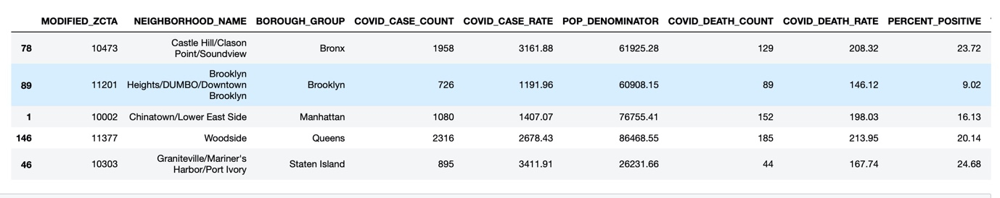 MODIFIED_ZCTA NEIGHBORHOOD_NAME BOROUGH_GROUP COVID_CASE_COUNT COVID_CASE_RATE POP_DENOMINATOR COVID_DEATH_COUNT COVID_DEATH_RATE PERCENT_POSITIVE
78 10473 Castle Hill/Clason Point/Soundview Bronx 1958 3161.88 61925.28 129 208.32 23.72
89 11201 Brooklyn Heights/DUMBO/Downtown Brooklyn Brooklyn 726 1191.96 60908.15 89 146.12 9.02
1 10002 Chinatown/Lower East Side Manhattan 1080 1407.07 76755.41 152 198.03 16.13
146 11377 Woodside Queens 2316 2678.43 86468.55 185 213.95 20.14
46 10303 Graniteville/Mariner's Harbor/Port Ivory Staten Island 895 3411.91 26231.66 44 167.74 24.68